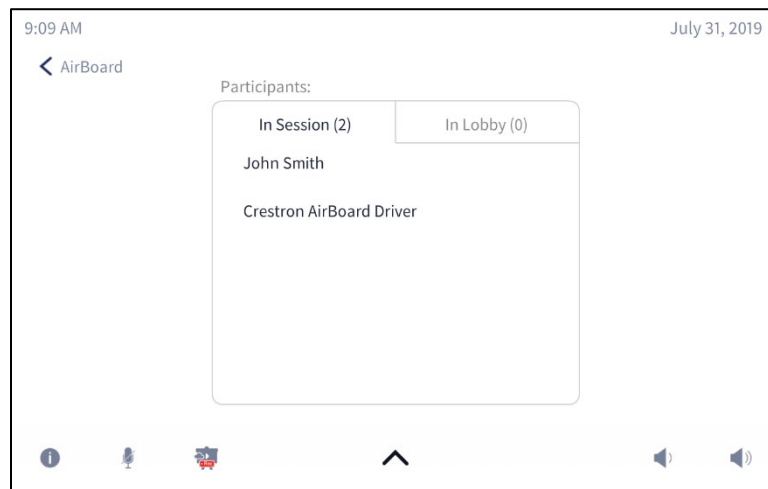 9:09 AM
July 31, 2019
AirBoard
Participants:
In Session (2)
In Lobby (0)
John Smith
Crestron AirBoard Driver